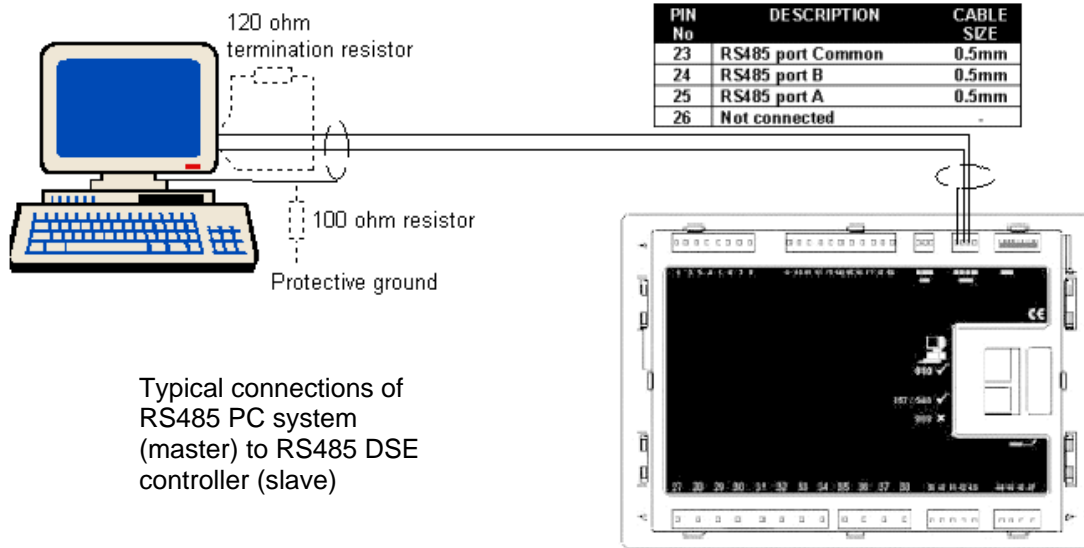 120 ohm
termination resistor
PIN No DESCRIPTION CABLE SIZE
23 RS485 port Common 0.5mm
24 RS485 port B 0.5mm
25 RS485 port A 0.5mm
26 Not connected -
100 ohm resistor
Protective ground
CE
Typical connections of
RS485 PC system
(master) to RS485 DSE
controller (slave)
27 28 29 30 31 32 33 34 35 36 37 38